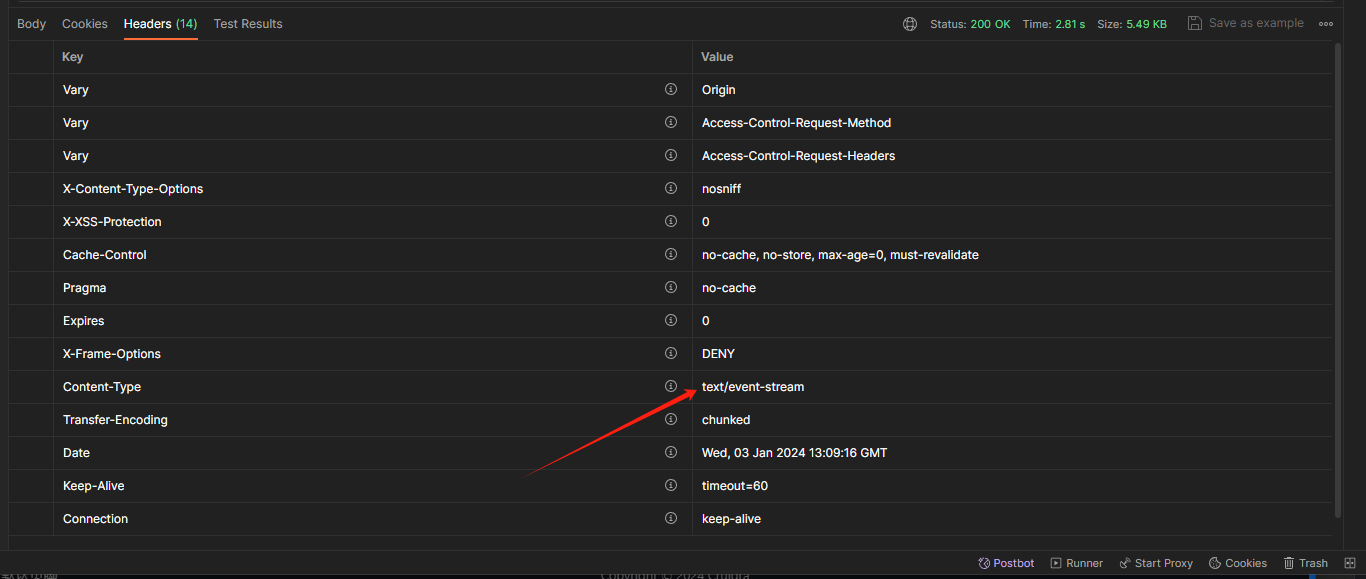 Body Cookies Headers (14) Test Results Status: 200 OK Time: 2.81 s Size: 5.49 KB Save as example
Key Value
Vary Origin
Vary Access-Control-Request-Method
Vary Access-Control-Request-Headers
X-Content-Type-Options nosniff
X-XSS-Protection 0
Cache-Control no-cache, no-store, max-age=0, must-revalidate
Pragma no-cache
Expires 0
X-Frame-Options DENY
Content-Type text/event-stream
Transfer-Encoding chunked
Date Wed, 03 Jan 2024 13:09:16 GMT
Keep-Alive timeout=60
Connection keep-alive
Postbot Runner Start Proxy Cookies Trash